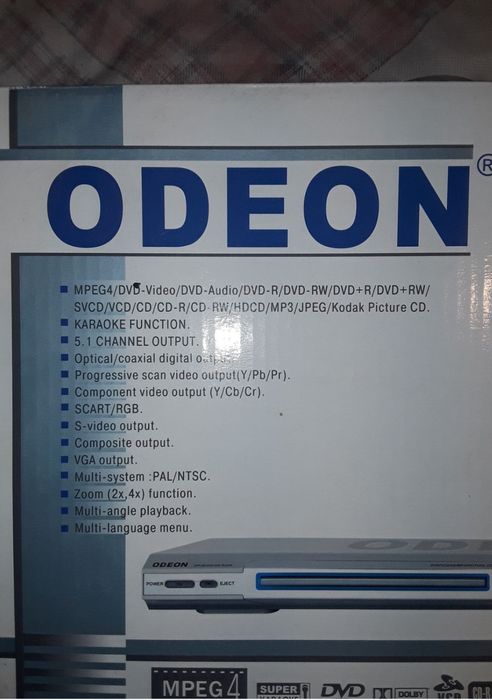 ODEON®
MPEG4/DVD-Video/DVD-Audio/DVD-R/DVD-RW/DVD+R/DVD+RW/
SVCD/VCD/CD/CD-R/CD-RW/HDCD/MP3/JPEG/Kodak Picture CD.
KARAOKE FUNCTION.
5.1 CHANNEL OUTPUT.
Optical/coaxial digital output.
Progressive scan video output(Y/Pb/Pr).
Component video output (Y/Cb/Cr).
SCART/RGB.
S-video output.
Composite output.
VGA output.
Multi-system :PAL/NTSC.
Zoom (2x,4x) function.
Multi-angle playback.
Multi-language menu.
ODEON
POWER EJECT
MPEG4 SUPER DVD DOLBY